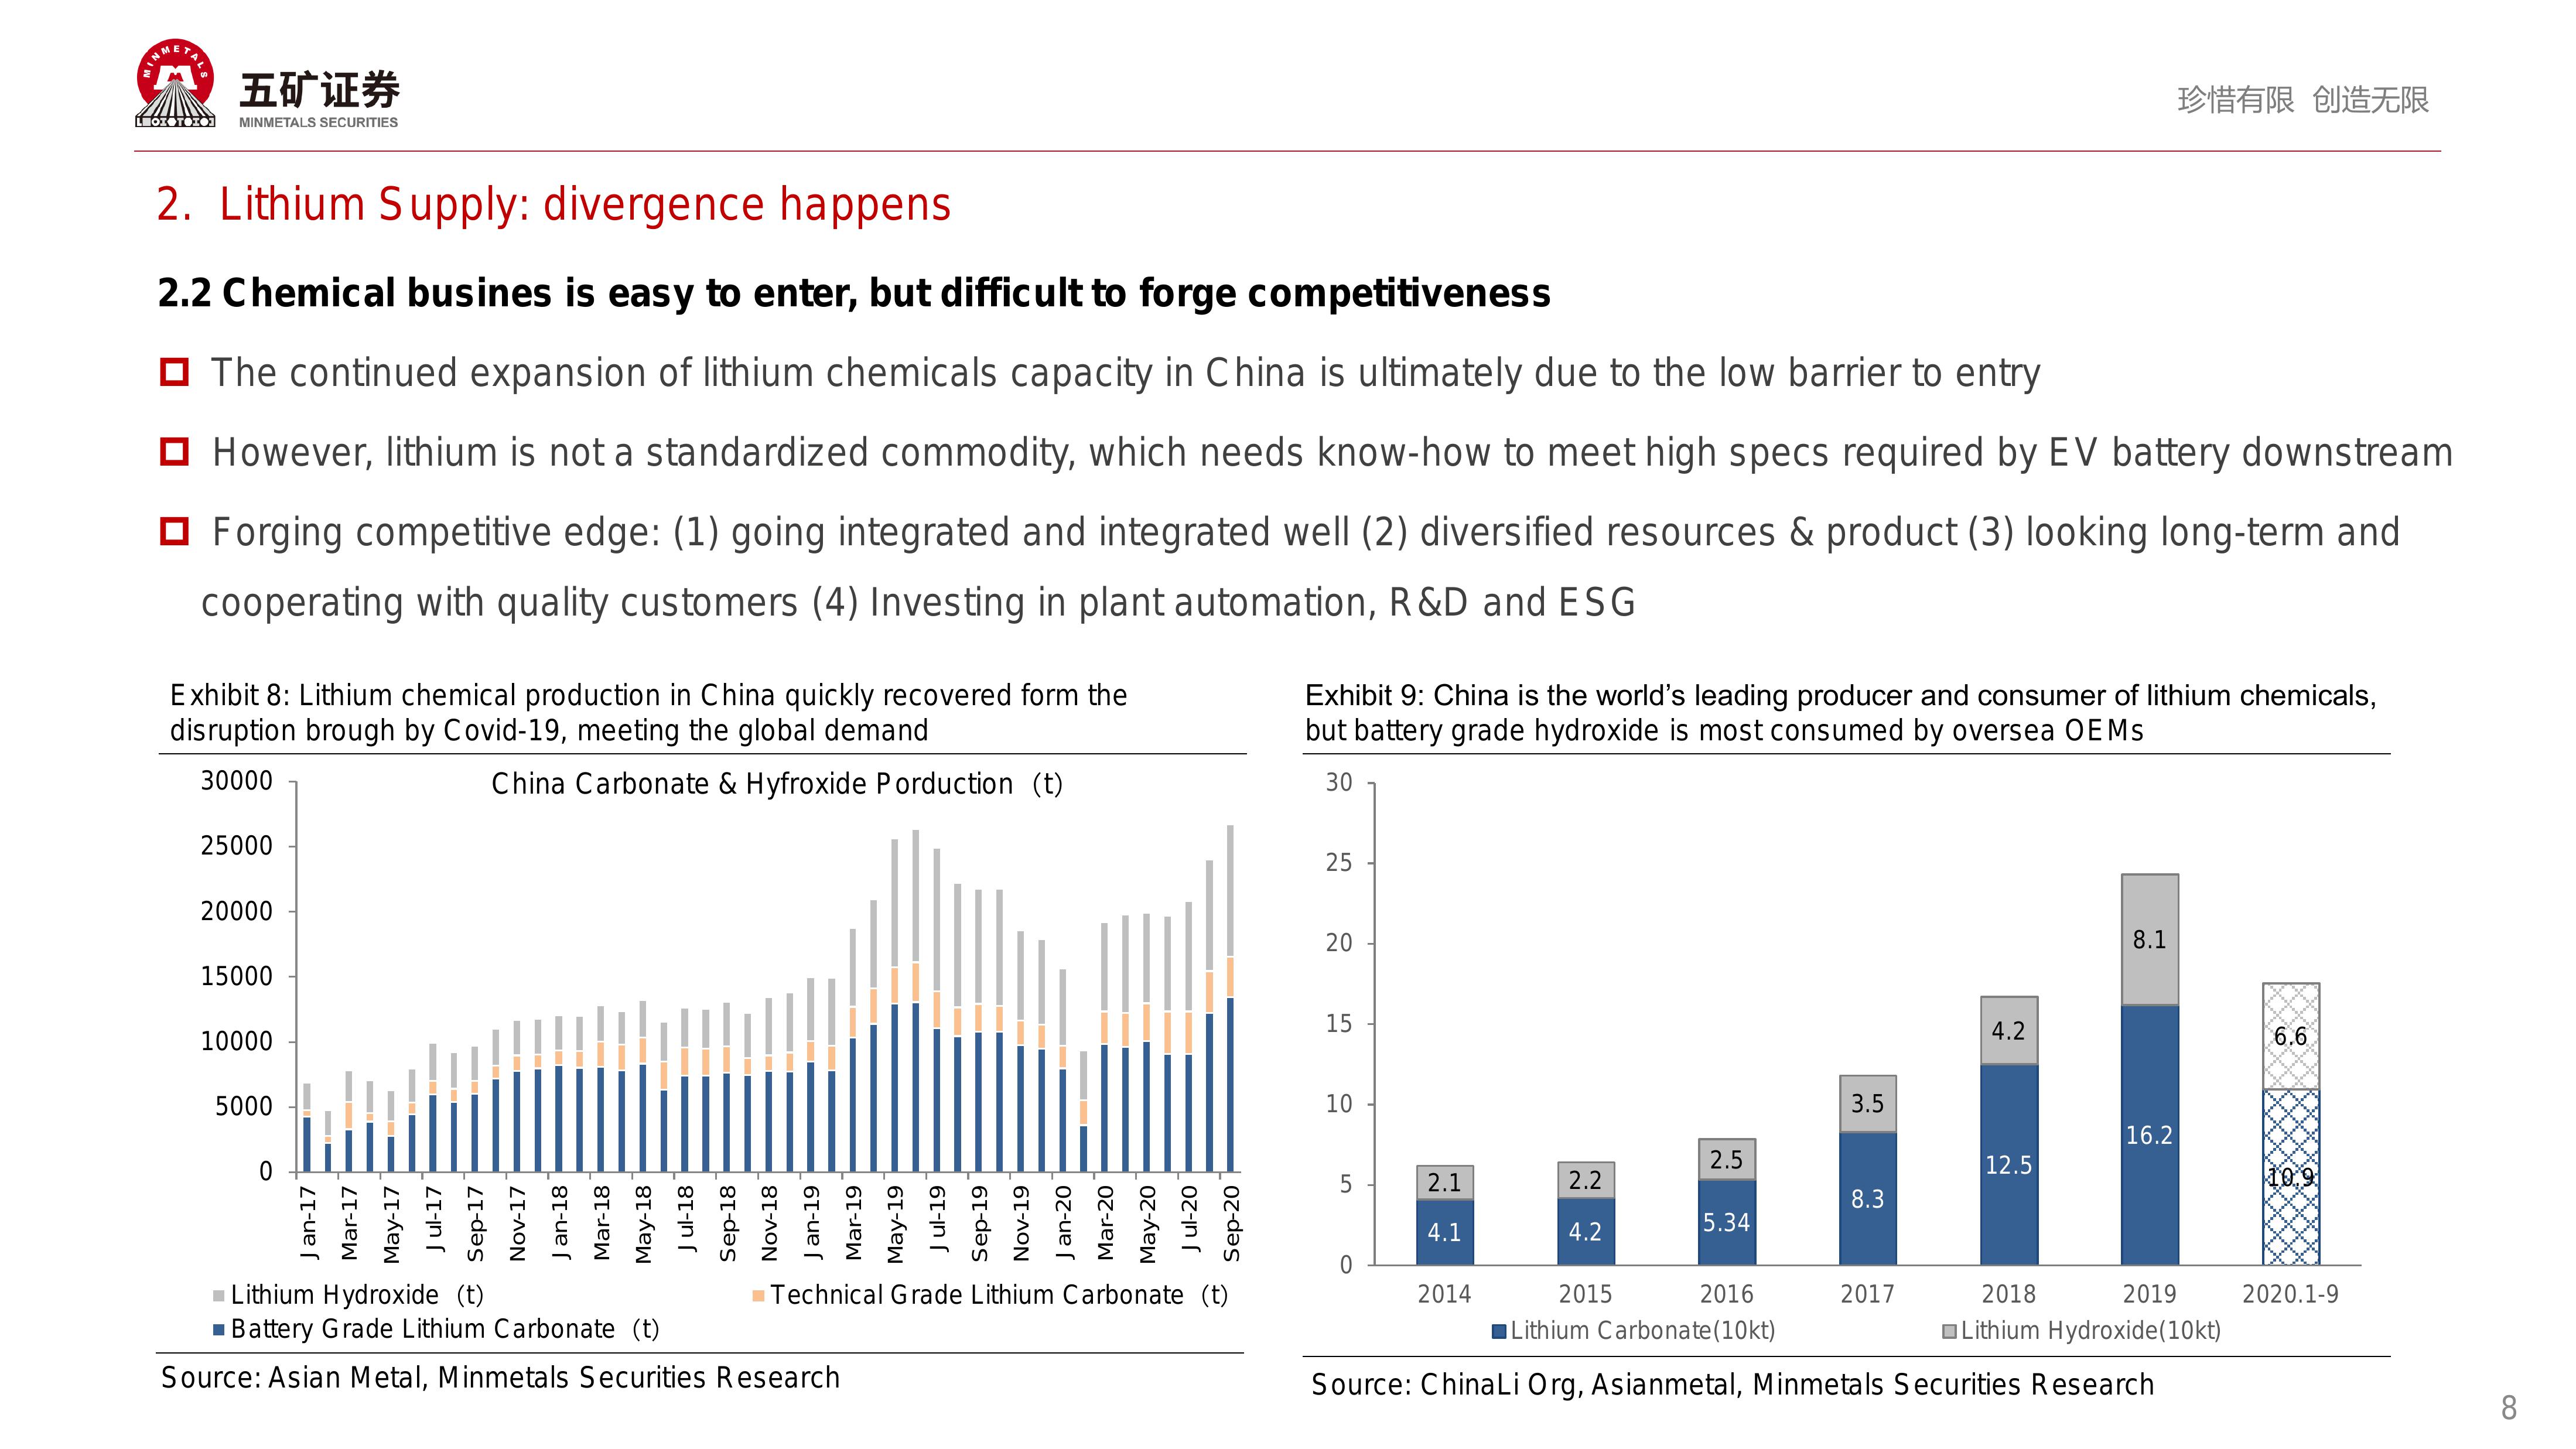 MINMETALS
五矿证券
MINMETALS SECURITIES
珍惜有限 创造无限
2. Lithium Supply: divergence happens
2.2 Chemical busines is easy to enter, but difficult to forge competitiveness
The continued expansion of lithium chemicals capacity in China is ultimately due to the low barrier to entry
However, lithium is not a standardized commodity, which needs know-how to meet high specs required by EV battery downstream
Forging competitive edge: (1) going integrated and integrated well (2) diversified resources & product (3) looking long-term and
cooperating with quality customers (4) Investing in plant automation, R&D and ESG
Exhibit 8: Lithium chemical production in China quickly recovered form the
disruption brough by Covid-19, meeting the global demand
China Carbonate & Hyfroxide Porduction（t）
30000
25000
20000
15000
10000
5000
0
Jan-17 Mar-17 May-17 Jul-17 Sep-17 Nov-17 Jan-18 Mar-18 May-18 Jul-18 Sep-18 Nov-18 Jan-19 Mar-19 May-19 Jul-19 Sep-19 Nov-19 Jan-20 Mar-20 May-20 Jul-20 Sep-20
Lithium Hydroxide（t） Technical Grade Lithium Carbonate（t）
Battery Grade Lithium Carbonate（t）
Source: Asian Metal, Minmetals Securities Research
Exhibit 9: China is the world’s leading producer and consumer of lithium chemicals,
but battery grade hydroxide is most consumed by oversea OEMs
30
25
20
15
10
5
0
2.1 2.2 2.5 3.5 4.2 8.1 6.6
4.1 4.2 5.34 8.3 12.5 16.2 10.9
2014 2015 2016 2017 2018 2019 2020.1-9
Lithium Carbonate(10kt) Lithium Hydroxide(10kt)
Source: ChinaLi Org, Asianmetal, Minmetals Securities Research
8